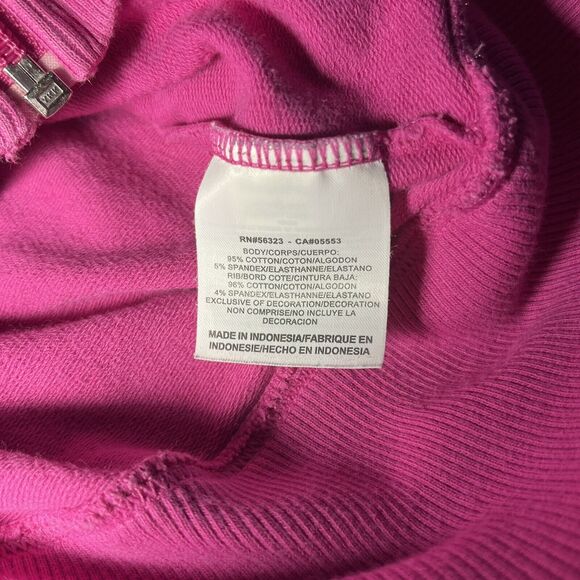 RN#56323 - CA#05553
BODY/CORPS/CUERPO:
95% COTTON/COTON/ALGODON
5% SPANDEX/ELASTHANNE/ELASTANO
RIB/BORD COTE/CINTURA BAJA:
96% COTTON/COTON/ALGODON
4% SPANDEX/ELASTHANNE/ELASTANO
EXCLUSIVE OF DECORATION/DECORATION
NON COMPRISE/NO INCLUYE LA
DECORACION
MADE IN INDONESIA/FABRIQUE EN
INDONESIE/HECHO EN INDONESIA